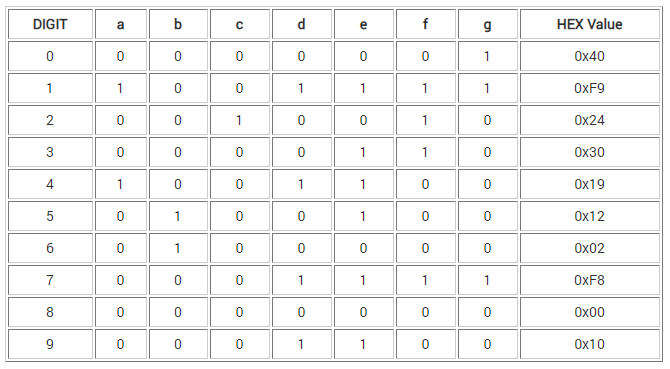 DIGIT a b c d e f g HEX Value
0 0 0 0 0 0 0 1 0x40
1 1 0 0 1 1 1 1 0xF9
2 0 0 1 0 0 1 0 0x24
3 0 0 0 0 1 1 0 0x30
4 1 0 0 1 1 0 0 0x19
5 0 1 0 0 1 0 0 0x12
6 0 1 0 0 0 0 0 0x02
7 0 0 0 1 1 1 1 0xF8
8 0 0 0 0 0 0 0 0x00
9 0 0 0 1 1 0 0 0x10